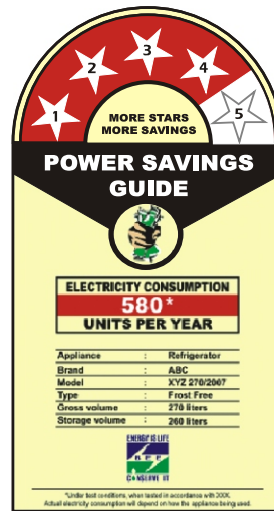 1 2 3 4 5
MORE STARS
MORE SAVINGS
POWER SAVINGS
GUIDE
ELECTRICITY CONSUMPTION
580*
UNITS PER YEAR
Appliance : Refrigerator
Brand : ABC
Model : XYZ 270/2007
Type : Frost Free
Gross volume : 270 liters
Storage volume : 260 liters
ENERGY IS LIFE
BEE
CONSERVE IT
*Under test conditions, when tested in accordance with 200X.
Actual electricity consumption will depend on how the appliance being used.